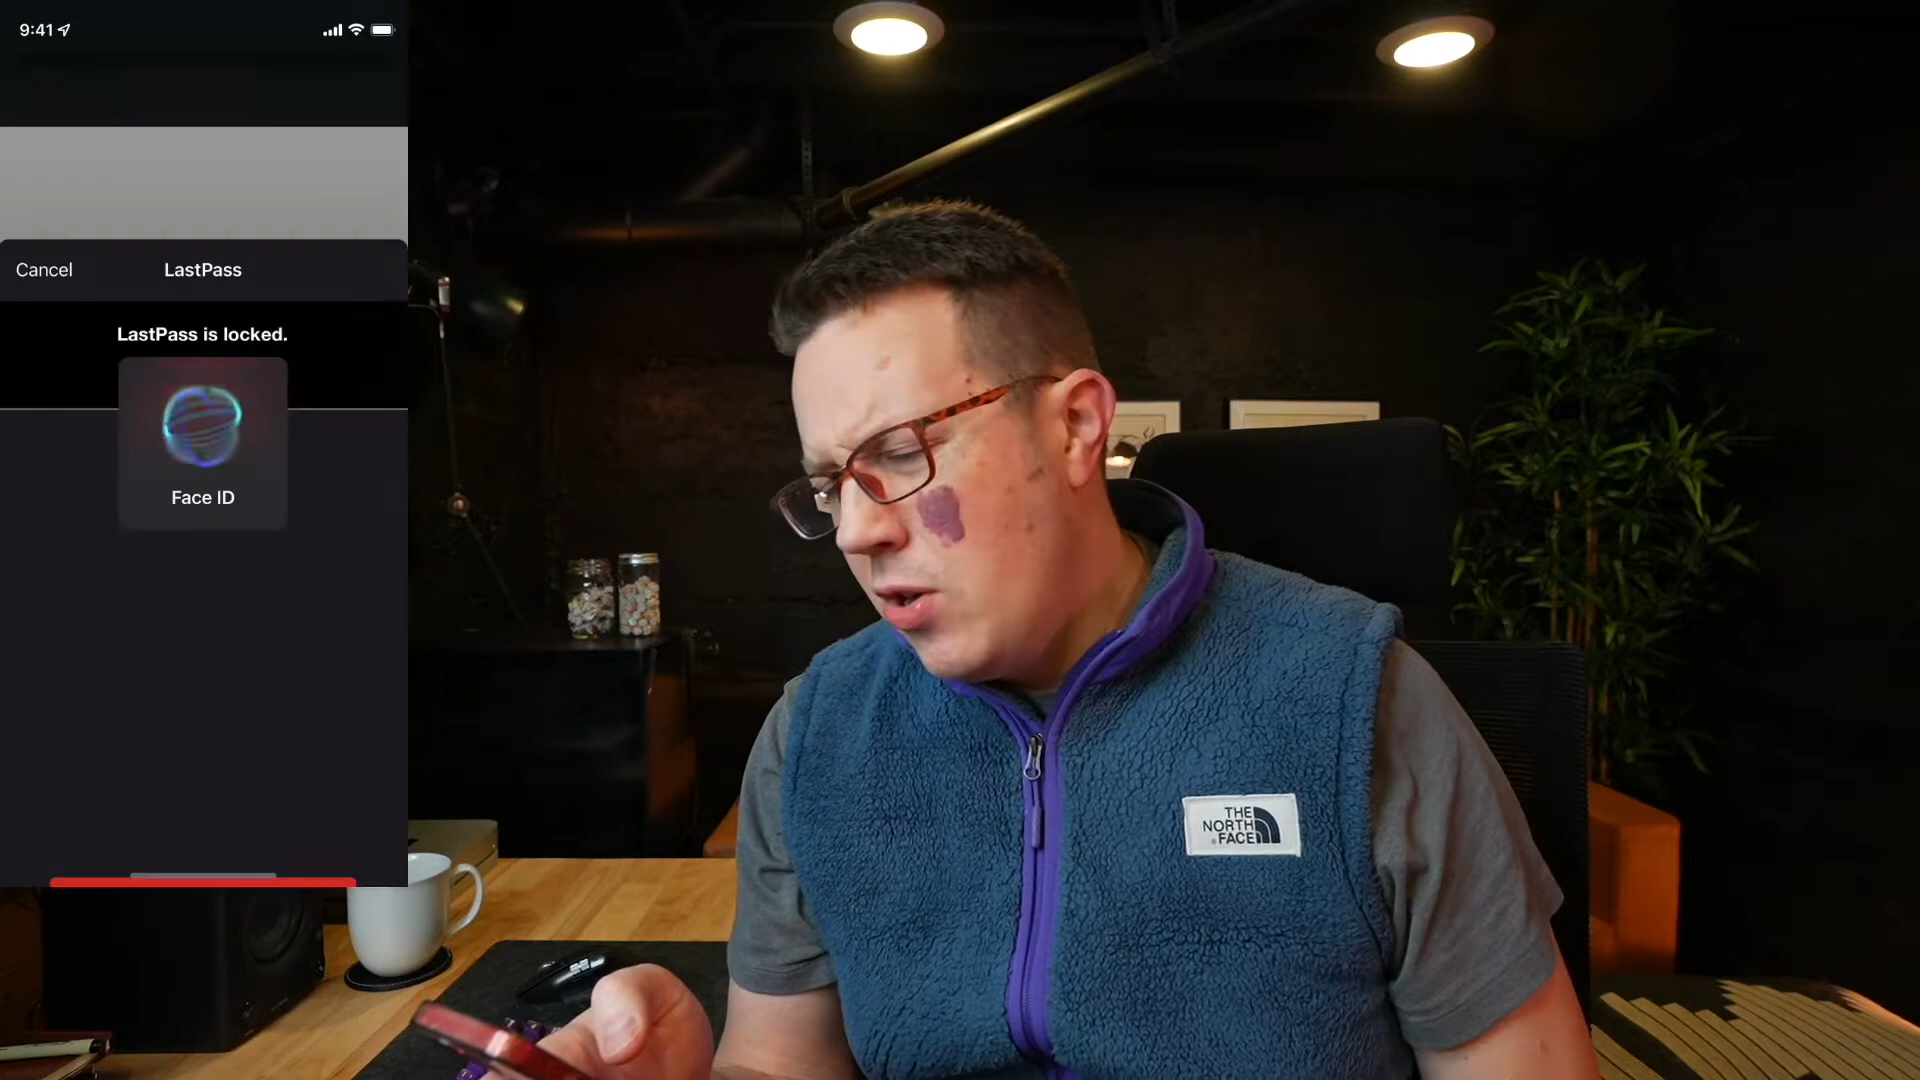 9:41
Cancel
LastPass
LastPass is locked.
Face ID
THE
NORTH
FACE